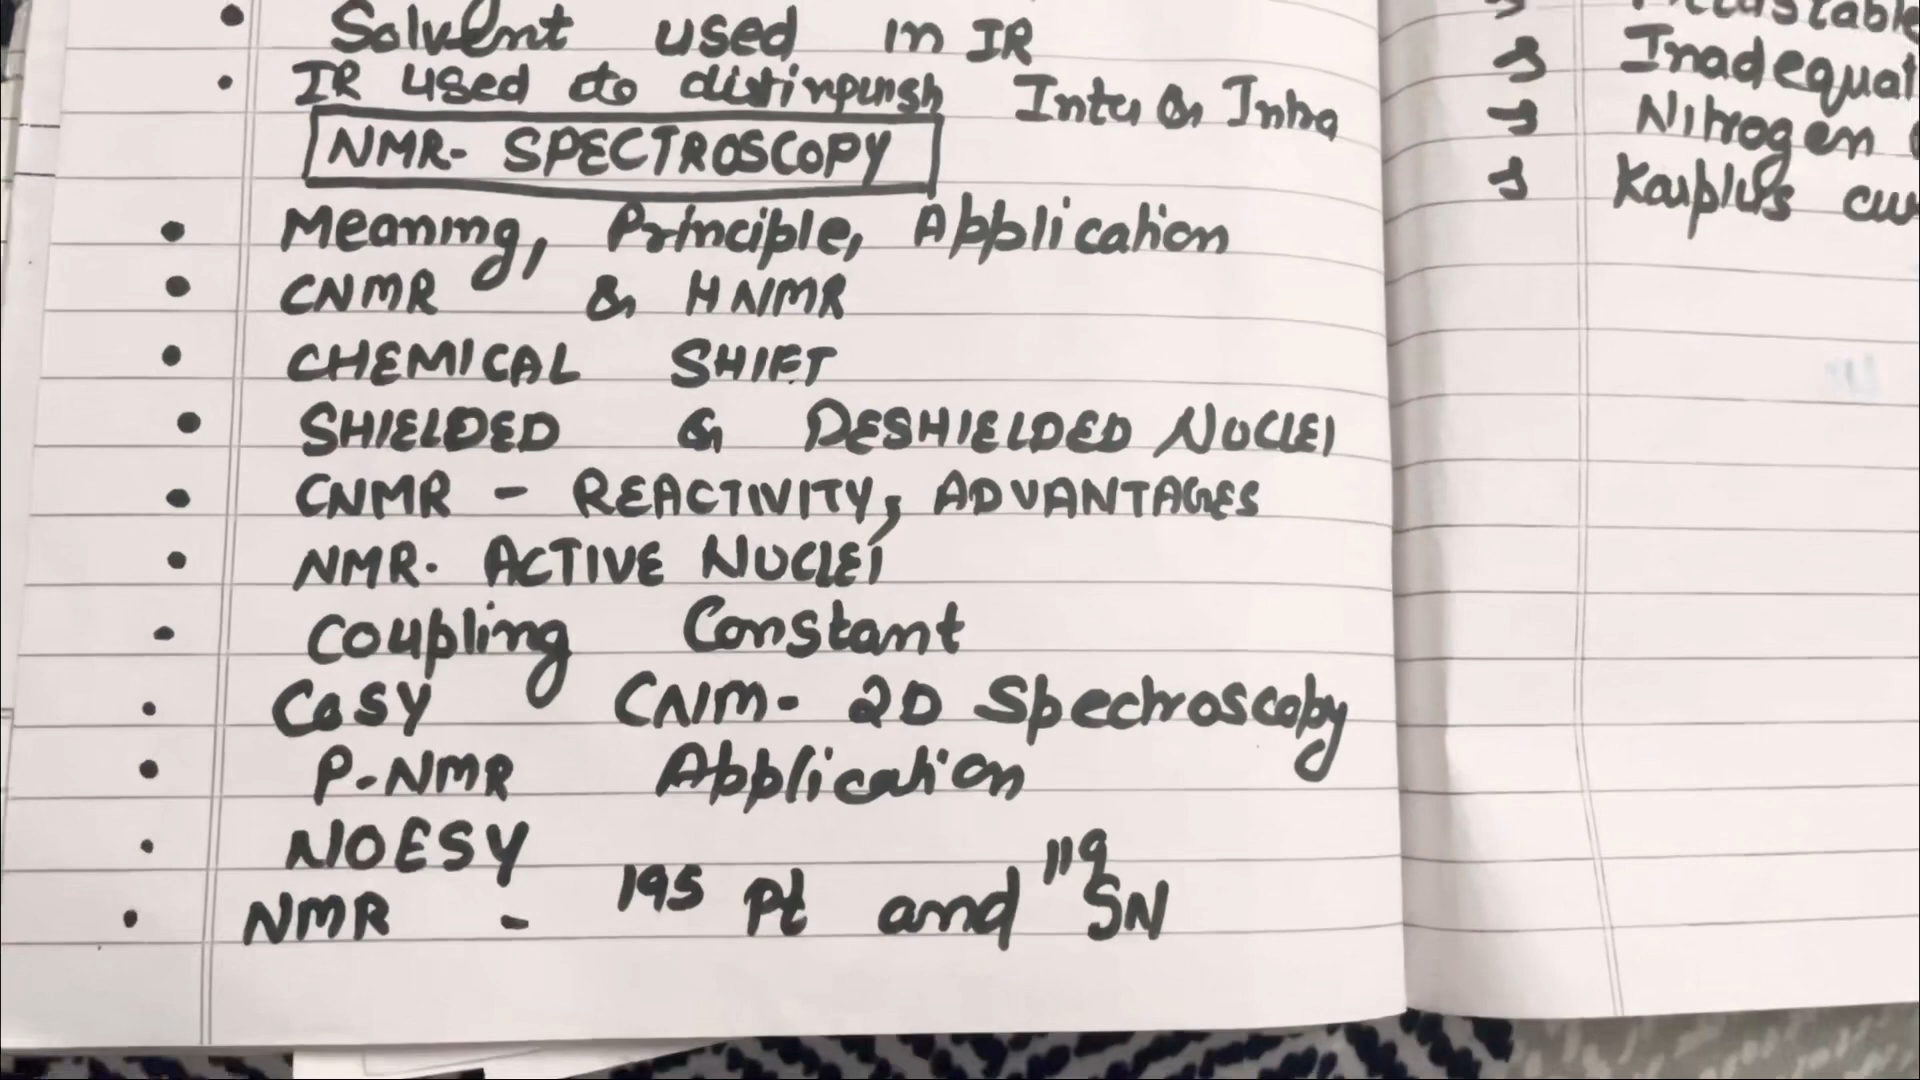 Solvent used in IR
IR used to distinguish Inter & Intra
NMR- SPECTROSCOPY
Meaning, Principle, Application
CNMR & HNMR
CHEMICAL SHIFT
SHIELDED & DESHIELDED NUCLEI
CNMR - REACTIVITY, ADVANTAGES
NMR. ACTIVE NUCLEI
Coupling Constant
COSY CNM- 2D Spectroscopy
P-NMR Application
NOESY
NMR - 195 Pt and 119 SN
Inadequat
Nitrogen
Karplus cu